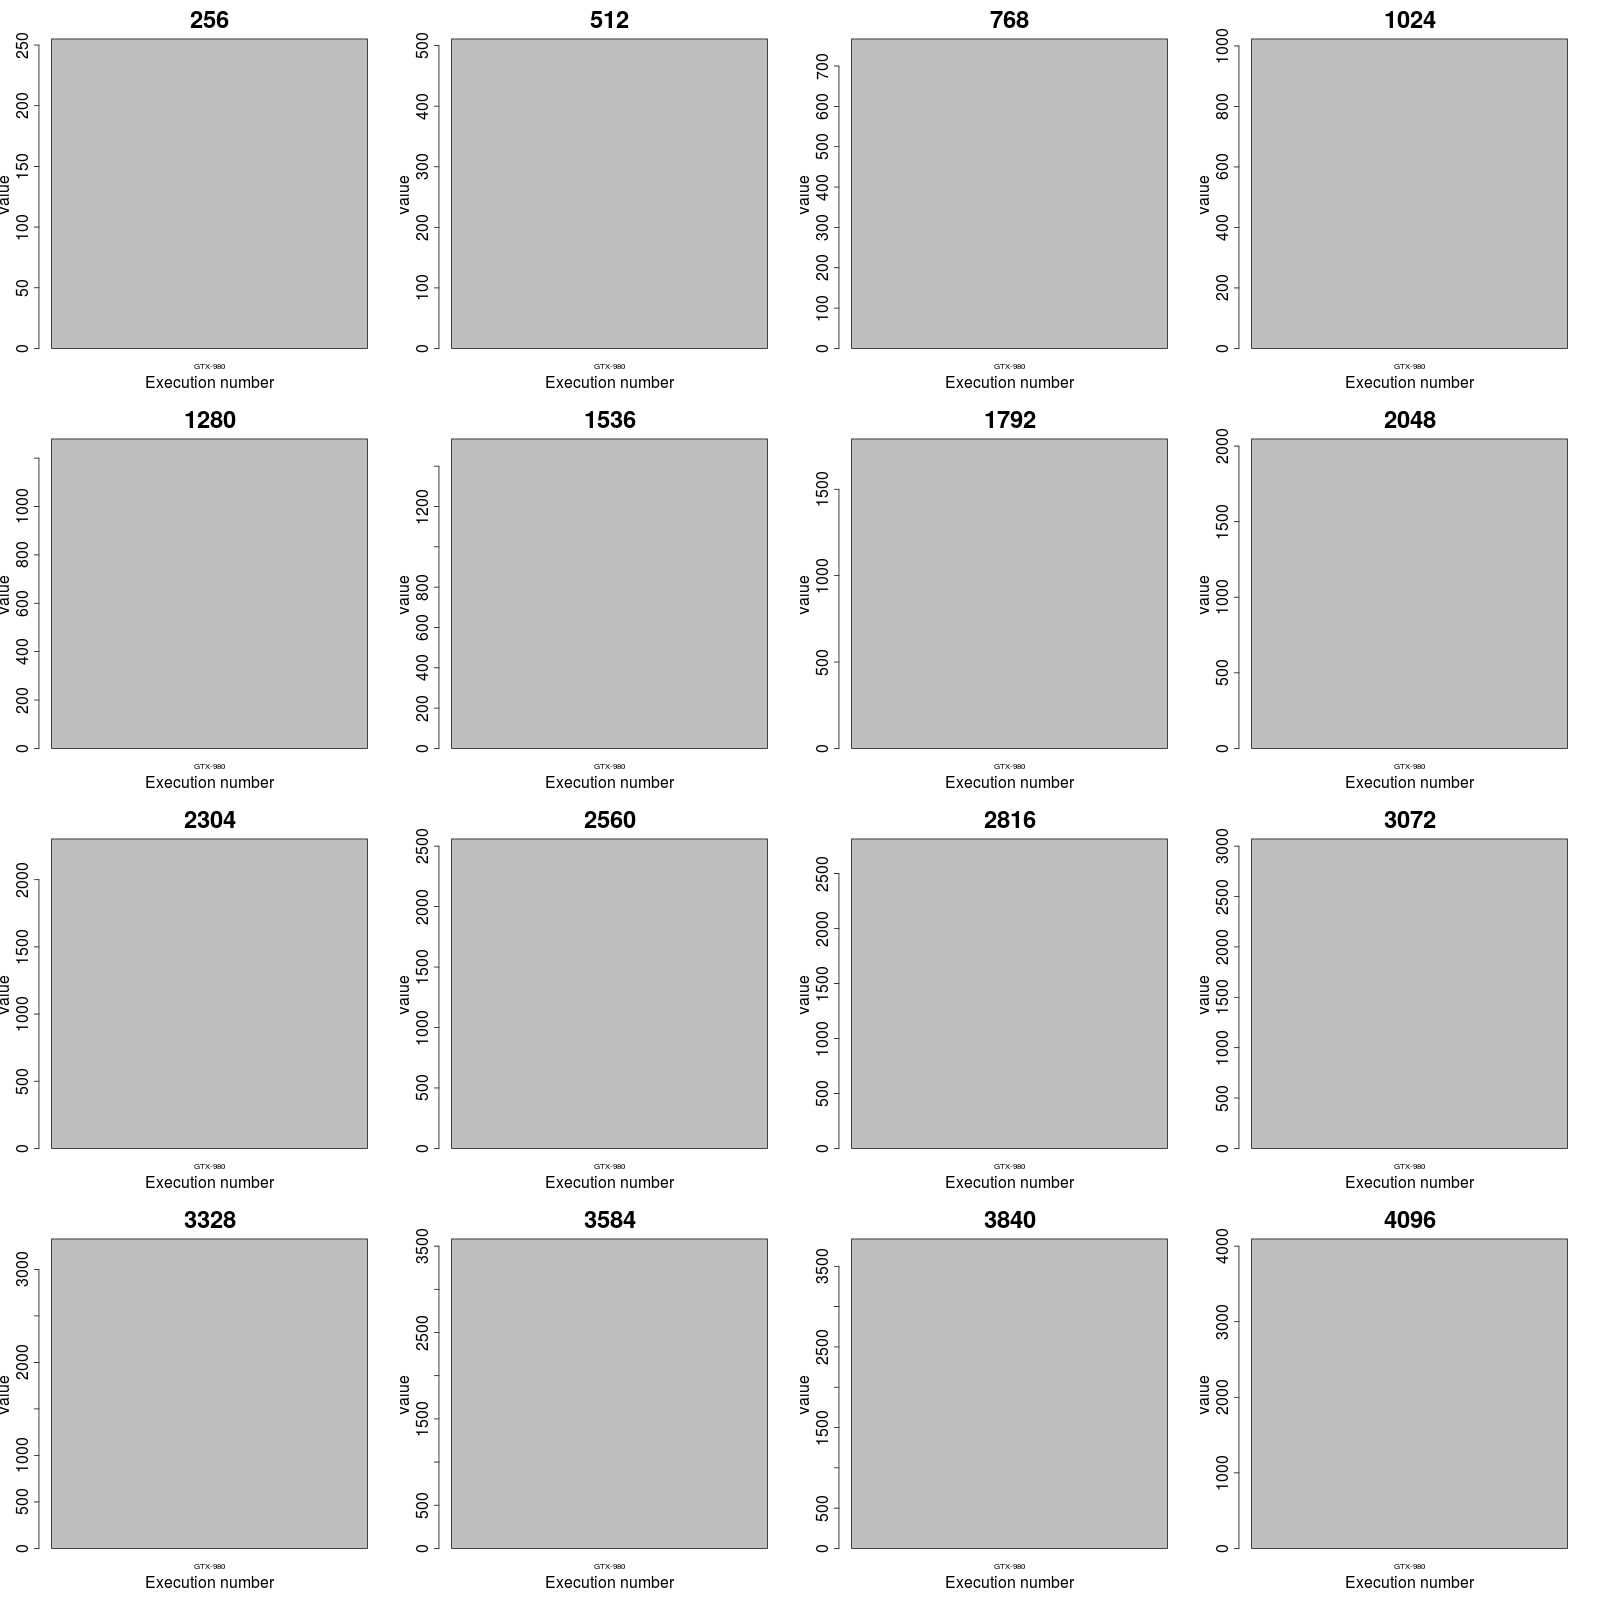 256
250
200
150
100
50
0
value
GTX-980
Execution number
512
500
400
300
200
100
0
value
GTX-980
Execution number
768
700
600
500
400
300
200
100
0
value
GTX-980
Execution number
1024
1000
800
600
400
200
0
value
GTX-980
Execution number
1280
1000
800
600
400
200
0
value
GTX-980
Execution number
1536
1200
800
600
400
200
0
value
GTX-980
Execution number
1792
1500
1000
500
0
value
GTX-980
Execution number
2048
2000
1500
1000
500
0
value
GTX-980
Execution number
2304
2000
1500
1000
500
0
value
GTX-980
Execution number
2560
2500
2000
1500
1000
500
0
value
GTX-980
Execution number
2816
2500
2000
1500
1000
500
0
value
GTX-980
Execution number
3072
3000
2500
2000
1500
1000
500
0
value
GTX-980
Execution number
3328
3000
2000
1000
500
0
value
GTX-980
Execution number
3584
3500
2500
1500
500
0
value
GTX-980
Execution number
3840
3500
2500
1500
500
0
value
GTX-980
Execution number
4096
4000
3000
2000
1000
0
value
GTX-980
Execution number